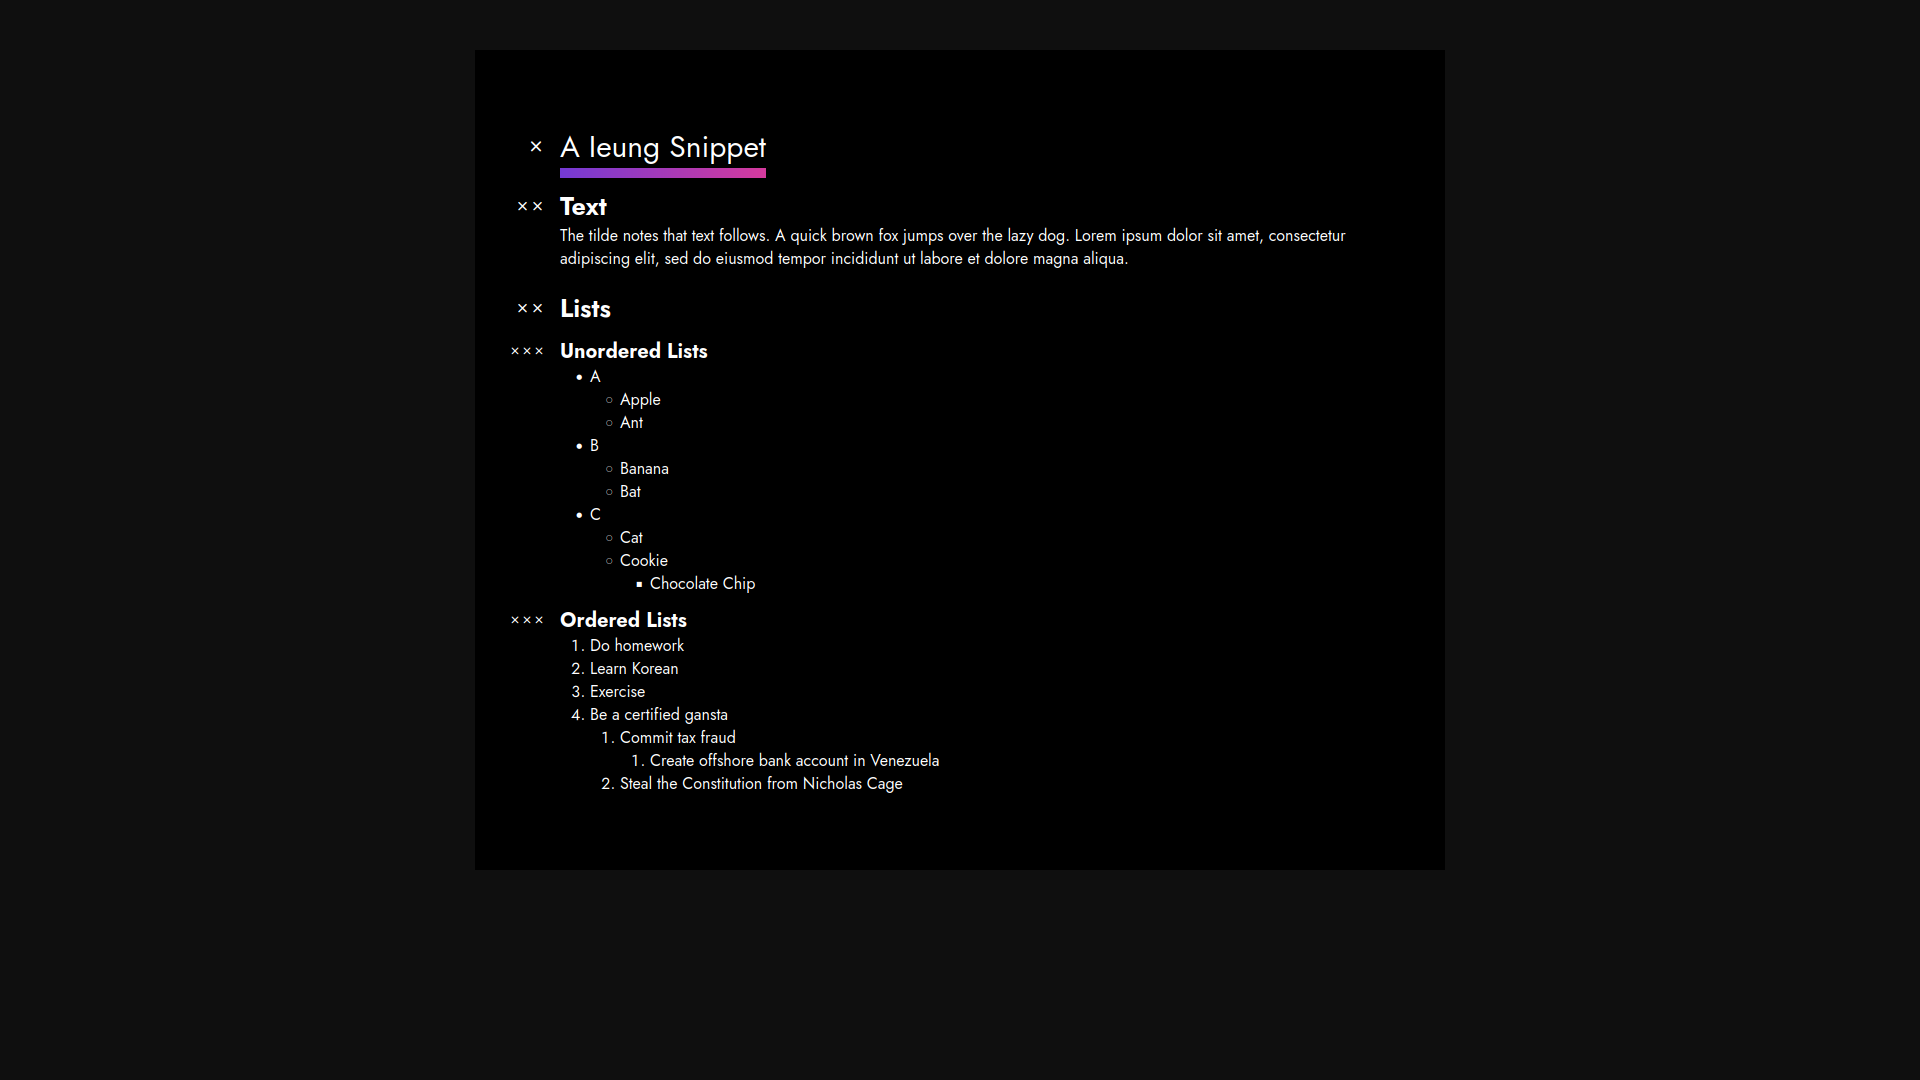 × A leung Snippet
×× Text
The tilde notes that text follows. A quick brown fox jumps over the lazy dog. Lorem ipsum dolor sit amet, consectetur
adipiscing elit, sed do eiusmod tempor incididunt ut labore et dolore magna aliqua.
×× Lists
××× Unordered Lists
• A
○ Apple
○ Ant
• B
○ Banana
○ Bat
• C
○ Cat
○ Cookie
▪ Chocolate Chip
××× Ordered Lists
1. Do homework
2. Learn Korean
3. Exercise
4. Be a certified gansta
1. Commit tax fraud
1. Create offshore bank account in Venezuela
2. Steal the Constitution from Nicholas Cage